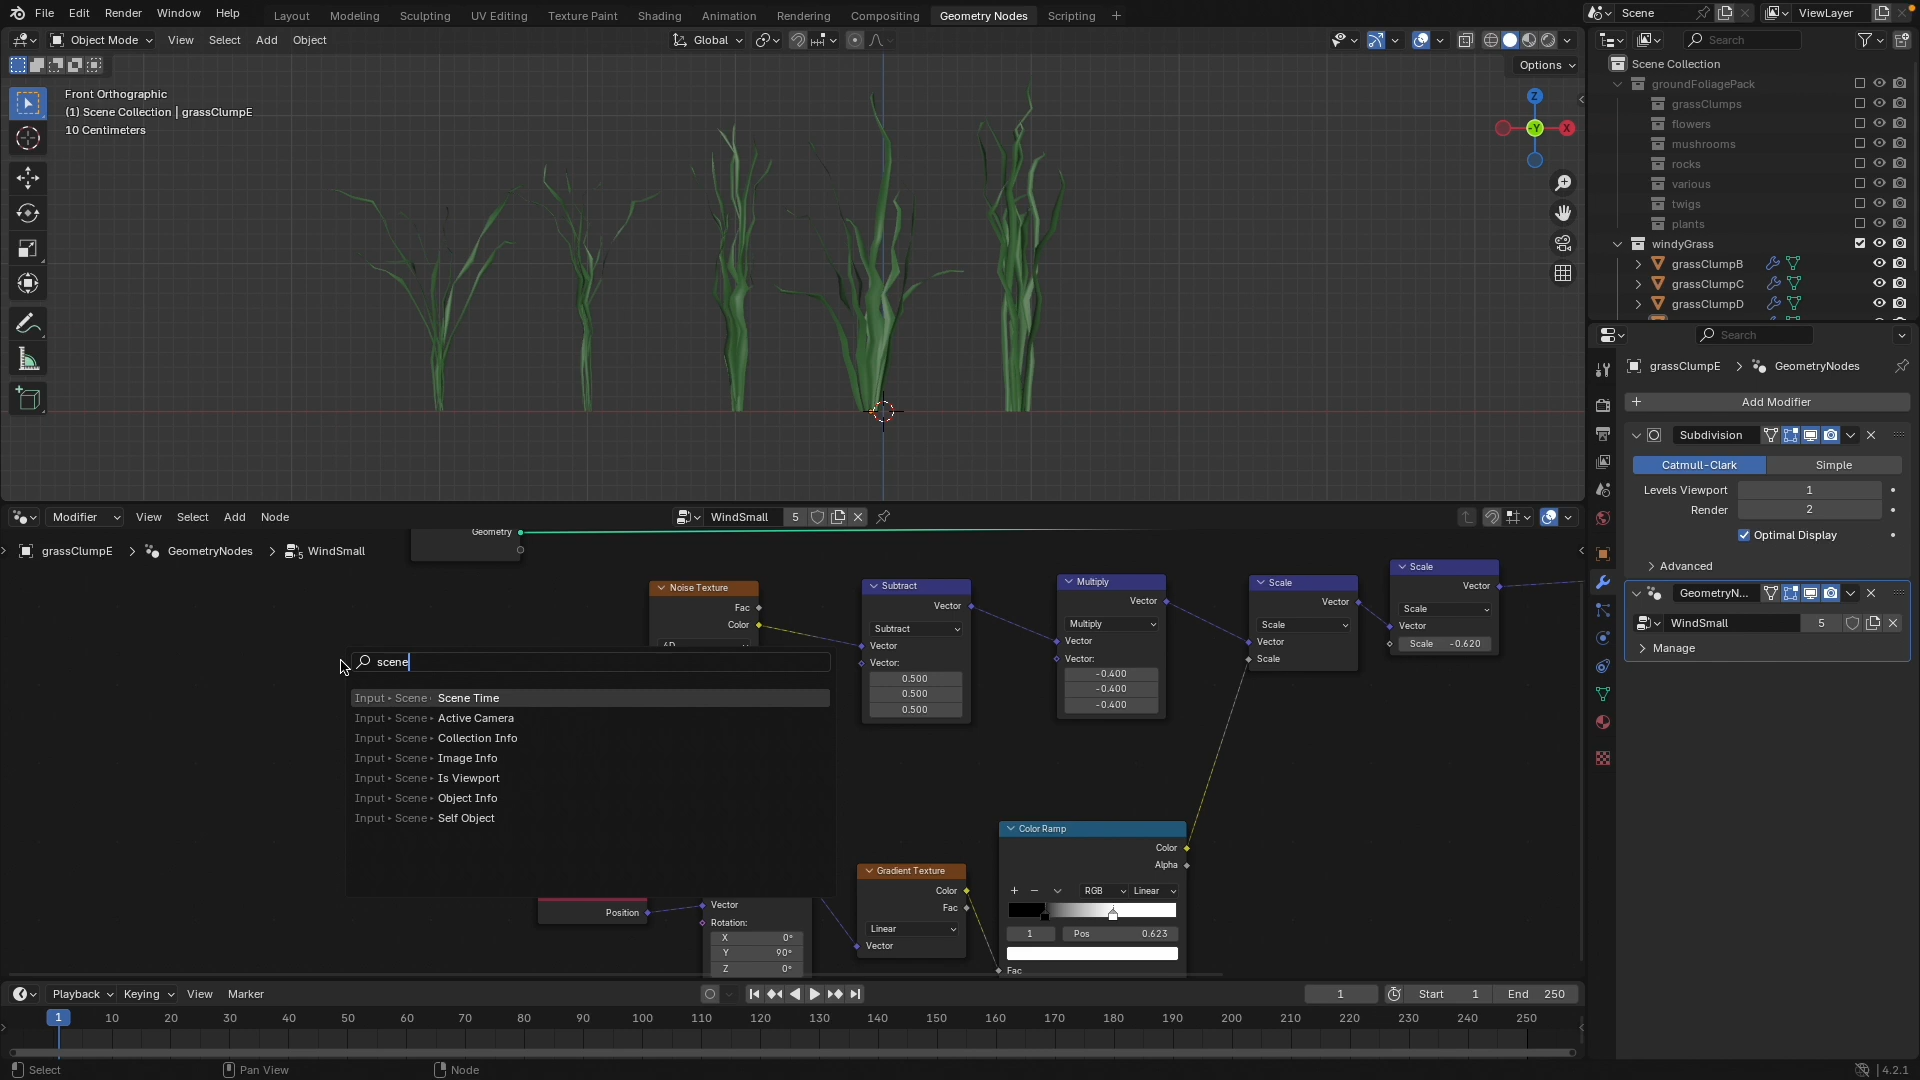 File Edit Render Window Help Layout Modeling Sculpting UV Editing Texture Paint Shading Animation Rendering Compositing Geometry Nodes Scripting + Scene ViewLayer
Object Mode View Select Add Object Global Search
Options
Front Orthographic
(1) Scene Collection | grassClumpE
10 Centimeters
Z
-Y X
Scene Collection
groundFoliagePack
grassClumps
flowers
mushrooms
rocks
various
twigs
plants
windyGrass
grassClumpB
grassClumpC
grassClumpD
Search
grassClumpE > GeometryNodes
+ Add Modifier
Subdivision
Catmull-Clark Simple
Levels Viewport 1
Render 2
Optimal Display
Advanced
GeometryN...
WindSmall 5
Manage
Modifier View Select Add Node WindSmall 5
grassClumpE > GeometryNodes > WindSmall
5
Geometry
Noise Texture
Fac
Color
4D
Subtract
Vector
Subtract
Vector
Vector:
0.500
0.500
0.500
Multiply
Vector
Multiply
Vector
Vector:
-0.400
-0.400
-0.400
Scale
Vector
Scale
Vector
Scale
Scale
Vector
Scale
Vector
Scale -0.620
scene
Input Scene Scene Time
Input Scene Active Camera
Input Scene Collection Info
Input Scene Image Info
Input Scene Is Viewport
Input Scene Object Info
Input Scene Self Object
Position
Vector
Rotation:
X 0°
Y 90°
Z 0°
Gradient Texture
Color
Fac
Linear
Vector
Color Ramp
Color
Alpha
+ − RGB Linear
1 Pos 0.623
Fac
Playback Keying View Marker 1 Start 1 End 250
1 10 20 30 40 50 60 70 80 90 100 110 120 130 140 150 160 170 180 190 200 210 220 230 240 250
Select Pan View Node 4.2.1